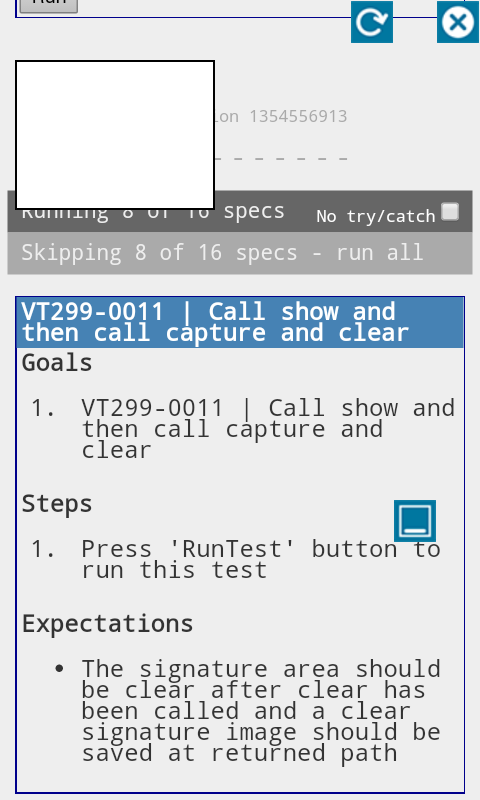 Run
ion 1354556913
- - - - - - -
Running 8 of 16 specs
No try/catch
Skipping 8 of 16 specs - run all
VT299-0011 | Call show and
then call capture and clear
Goals
1. VT299-0011 | Call show and
then call capture and
clear
Steps
1. Press 'RunTest' button to
run this test
Expectations
• The signature area should
be clear after clear has
been called and a clear
signature image should be
saved at returned path